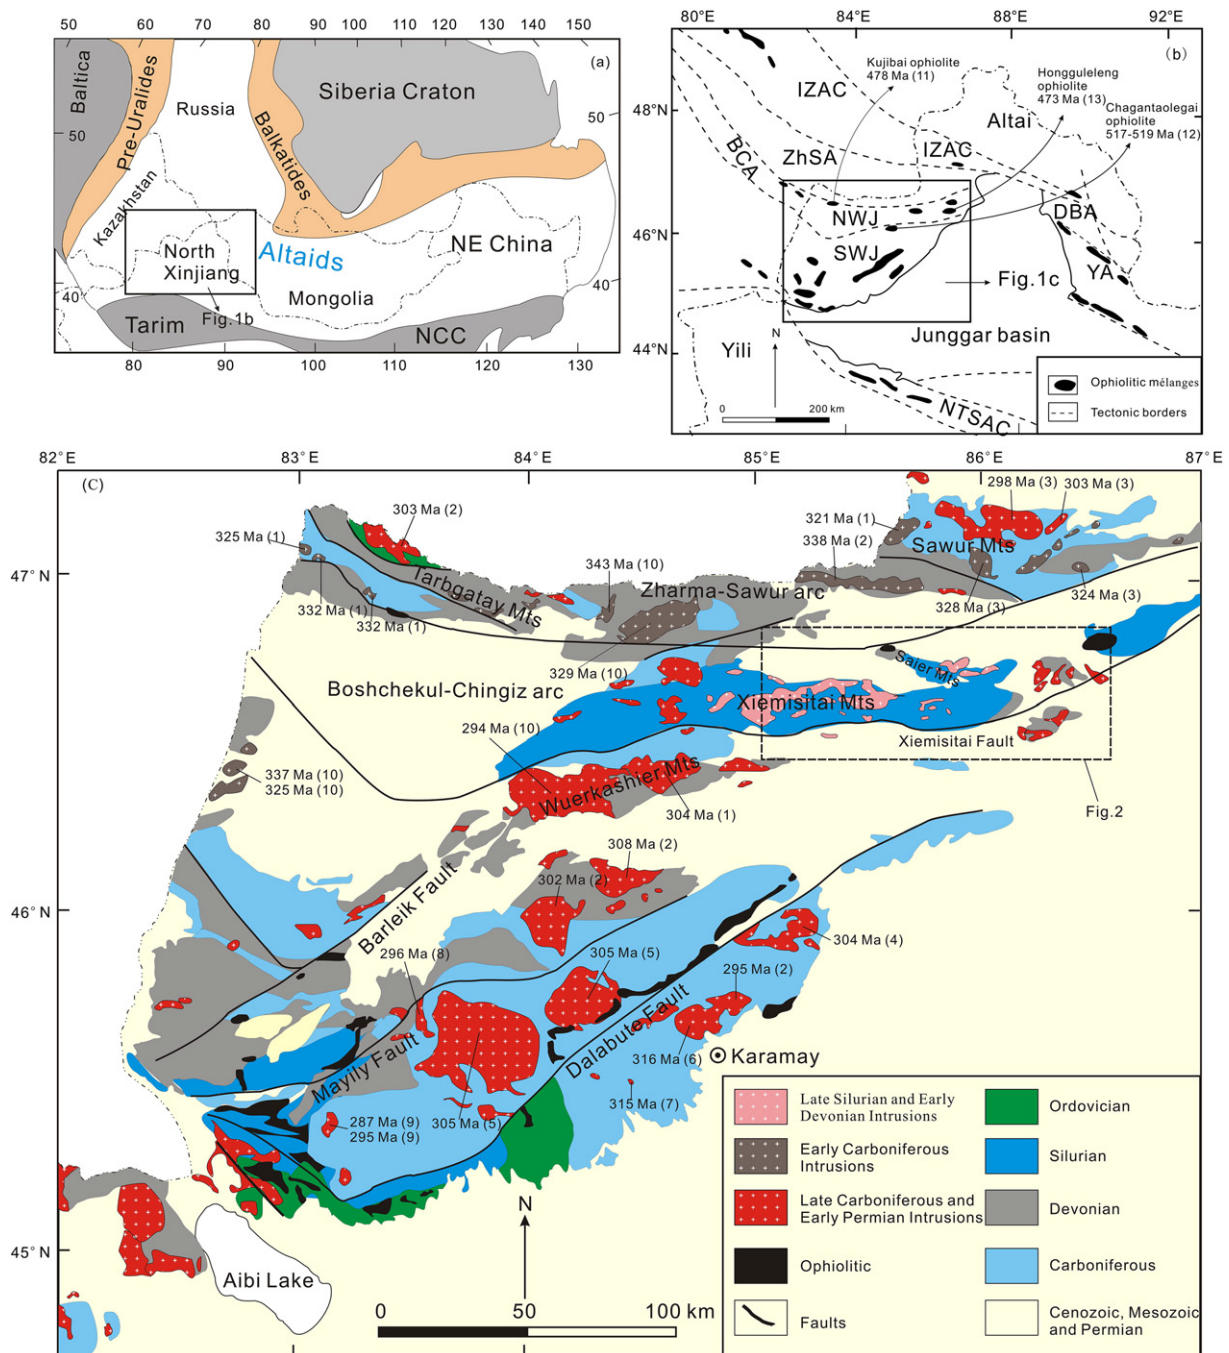 50 60 70 80 90 100 110 120 130 140 150
(a)
Baltica
Pre-Uralides
Russia
Balkatides
Siberia Craton
50
50
Kazakhstan
North
Xinjiang
Altaids
NE China
Mongolia
40
40
Fig.1b
Tarim
NCC
80 90 100 110 120 130
80°E 84°E 88°E 92°E
(b)
Kujibai ophiolite
478 Ma (11)
Hongguleleng
ophiolite
473 Ma (13)
Chagantaolegai
ophiolite
517-519 Ma (12)
48°N
46°N
44°N
IZAC
Altai
BCA
ZhSA
IZAC
NWJ
DBA
SWJ
YA
Fig.1c
Junggar basin
Yili
N
NTSAC
0 200 km
Ophiolitic mélanges
Tectonic borders
82°E 83°E 84°E 85°E 86°E 87°E
(C)
47°N
46°N
45°N
303 Ma (2)
325 Ma (1)
332 Ma (1)
332 Ma (1)
Tarbgatay Mts
343 Ma (10)
Zharma-Sawur arc
329 Ma (10)
321 Ma (1)
338 Ma (2)
298 Ma (3)
303 Ma (3)
Sawur Mts
328 Ma (3)
324 Ma (3)
Boshchekul-Chingiz arc
Saier Mts
Xiemisitai Mts
Xiemisitai Fault
294 Ma (10)
Wuerkashier Mts
304 Ma (1)
337 Ma (10)
325 Ma (10)
Fig.2
308 Ma (2)
302 Ma (2)
Barleik Fault
296 Ma (8)
305 Ma (5)
304 Ma (4)
295 Ma (2)
Dalabute Fault
Mayily Fault
316 Ma (6)
Karamay
315 Ma (7)
287 Ma (9)
295 Ma (9)
305 Ma (5)
N
Aibi Lake
0 50 100 km
Late Silurian and Early
Devonian Intrusions
Early Carboniferous
Intrusions
Late Carboniferous and
Early Permian Intrusions
Ophiolitic
Faults
Ordovician
Silurian
Devonian
Carboniferous
Cenozoic, Mesozoic
and Permian